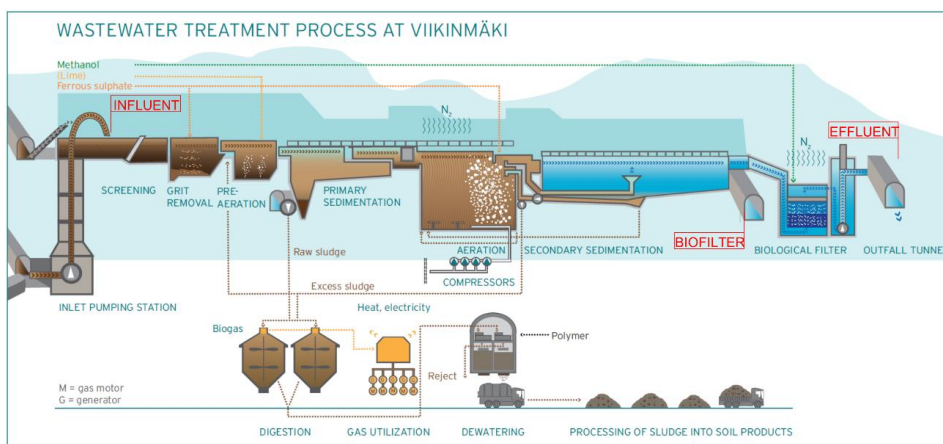 WASTEWATER TREATMENT PROCESS AT VIIKINMÄKI
Methanol
(Lime)
Ferrous sulphate
INFLUENT
N2
N2
EFFLUENT
SCREENING
GRIT
REMOVAL
PRE-
AERATION
PRIMARY
SEDIMENTATION
AERATION
SECONDARY SEDIMENTATION
BIOFILTER
BIOLOGICAL FILTER
OUTFALL TUNNE
COMPRESSORS
Raw sludge
Excess sludge
INLET PUMPING STATION
Heat, electricity
Biogas
Polymer
Reject
G G G G G
M M M M M
M = gas motor
G = generator
DIGESTION
GAS UTILIZATION
DEWATERING
PROCESSING OF SLUDGE INTO SOIL PRODUCTS